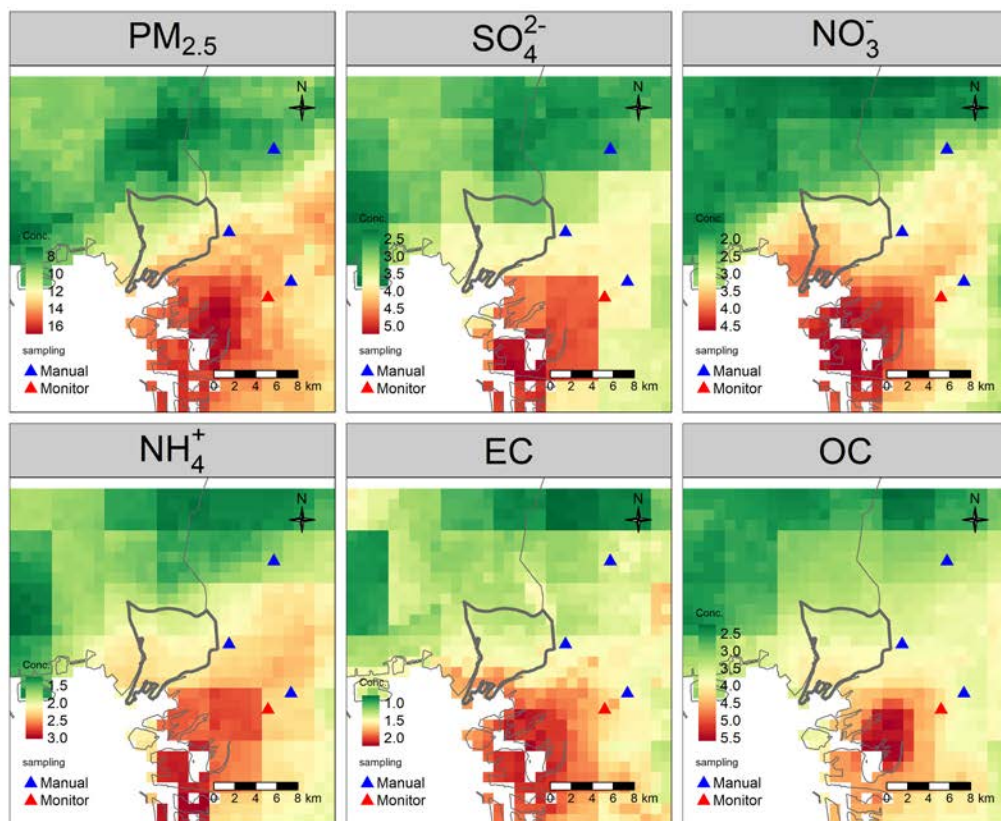 PM2.5
SO4^2-
NO3^-
N
N
N
Conc.
8
10
12
14
16
Conc.
2.5
3.0
3.5
4.0
4.5
5.0
Conc.
2.0
2.5
3.0
3.5
4.0
4.5
sampling
Manual
Monitor
0 2 4 6 8 km
sampling
Manual
Monitor
0 2 4 6 8 km
sampling
Manual
Monitor
0 2 4 6 8 km
NH4^+
EC
OC
N
N
N
Conc.
1.5
2.0
2.5
3.0
Conc.
1.0
1.5
2.0
Conc.
2.5
3.0
3.5
4.0
4.5
5.0
5.5
sampling
Manual
Monitor
0 2 4 6 8 km
sampling
Manual
Monitor
0 2 4 6 8 km
sampling
Manual
Monitor
0 2 4 6 8 km